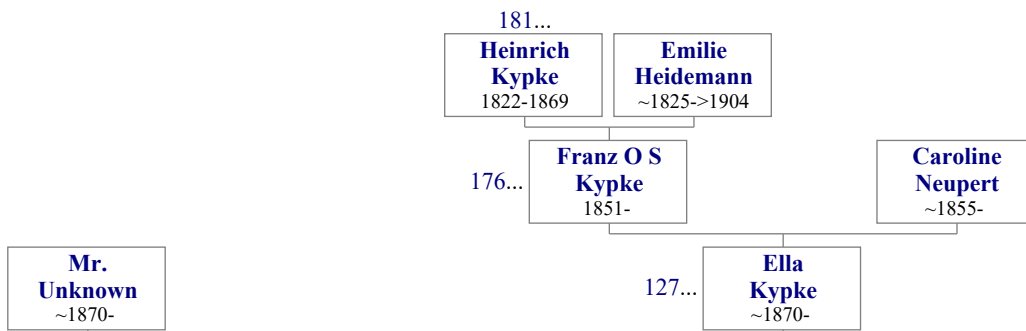 181...
Heinrich
Kypke
1822-1869
Emilie
Heidemann
~1825->1904
176...
Franz O S
Kypke
1851-
Caroline
Neupert
~1855-
Mr.
Unknown
~1870-
127...
Ella
Kypke
~1870-